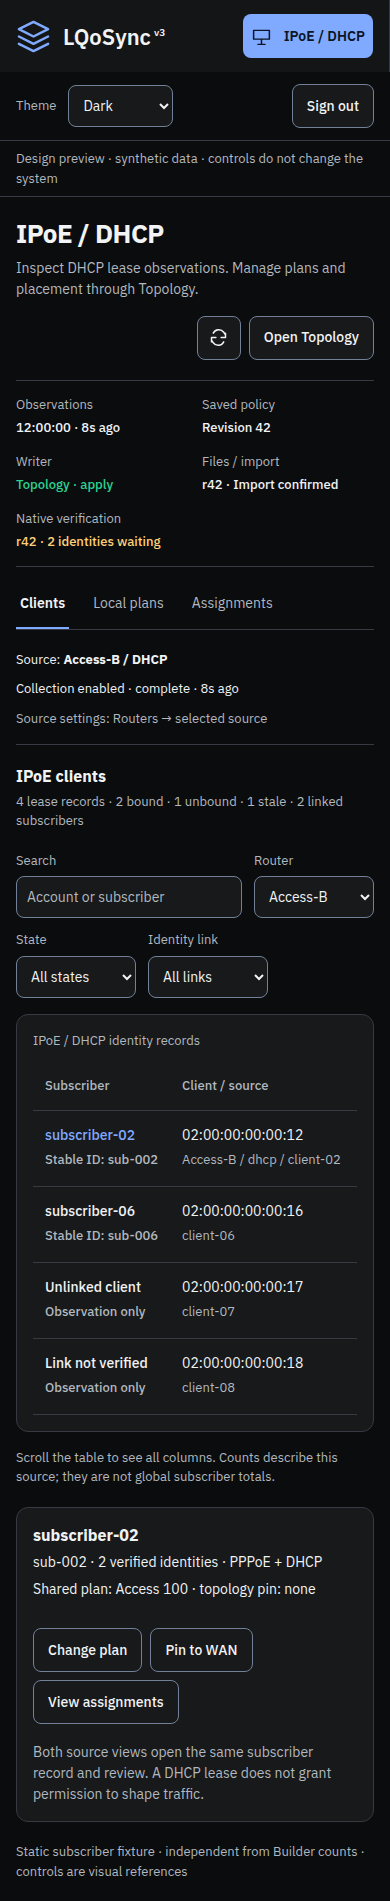 LQoSync v3
IPoE / DHCP
Theme
Dark
Sign out
Design preview · synthetic data · controls do not change the
system
IPoE / DHCP
Inspect DHCP lease observations. Manage plans and
placement through Topology.
Open Topology
Observations
12:00:00 · 8s ago
Saved policy
Revision 42
Writer
Topology · apply
Files / import
r42 · Import confirmed
Native verification
r42 · 2 identities waiting
Clients
Local plans
Assignments
Source: Access-B / DHCP
Collection enabled · complete · 8s ago
Source settings: Routers → selected source
IPoE clients
4 lease records · 2 bound · 1 unbound · 1 stale · 2 linked
subscribers
Search
Account or subscriber
Router
Access-B
State
All states
Identity link
All links
IPoE / DHCP identity records
Subscriber Client / source
subscriber-02 02:00:00:00:00:12
Stable ID: sub-002 Access-B / dhcp / client-02
subscriber-06 02:00:00:00:00:16
Stable ID: sub-006 client-06
Unlinked client 02:00:00:00:00:17
Observation only client-07
Link not verified 02:00:00:00:00:18
Observation only client-08
Scroll the table to see all columns. Counts describe this
source; they are not global subscriber totals.
subscriber-02
sub-002 · 2 verified identities · PPPoE + DHCP
Shared plan: Access 100 · topology pin: none
Change plan
Pin to WAN
View assignments
Both source views open the same subscriber
record and review. A DHCP lease does not grant
permission to shape traffic.
Static subscriber fixture · independent from Builder counts ·
controls are visual references